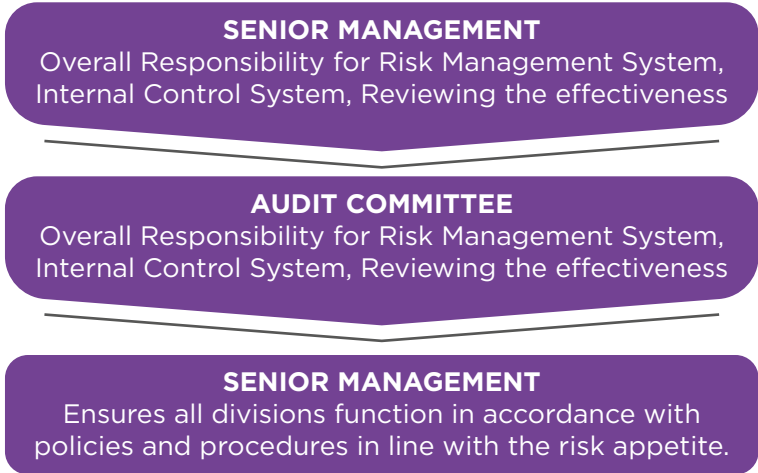 SENIOR MANAGEMENT
Overall Responsibility for Risk Management System,
Internal Control System, Reviewing the effectiveness
AUDIT COMMITTEE
Overall Responsibility for Risk Management System,
Internal Control System, Reviewing the effectiveness
SENIOR MANAGEMENT
Ensures all divisions function in accordance with
policies and procedures in line with the risk appetite.